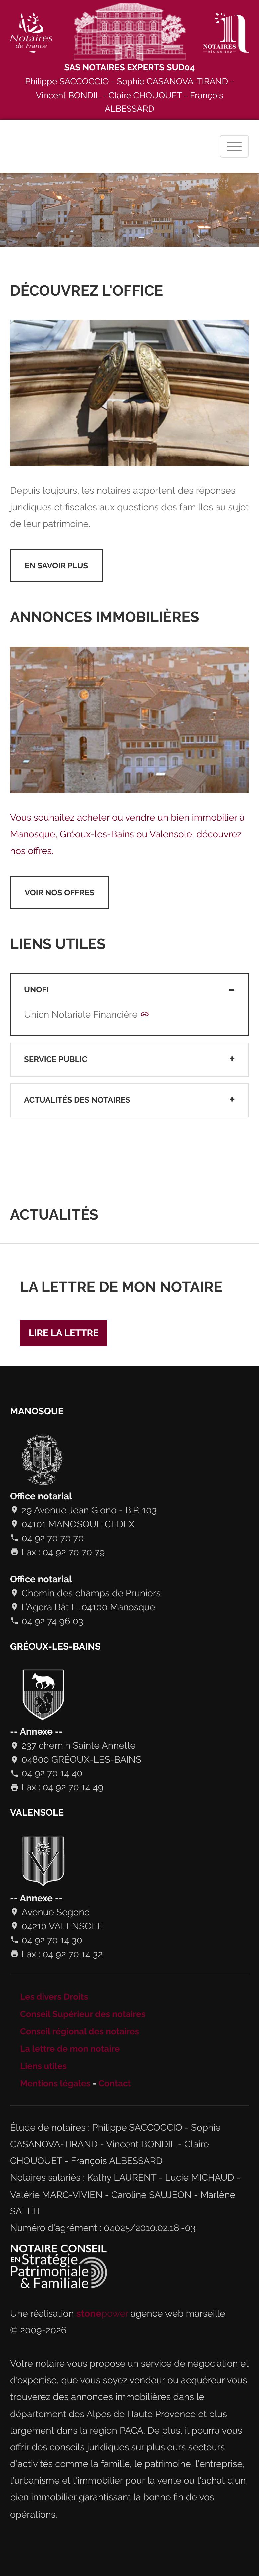 Notaires
de France
NOTAIRES
RÉGION SUD
SAS NOTAIRES EXPERTS SUD04
Philippe SACCOCCIO - Sophie CASANOVA-TIRAND -
Vincent BONDIL - Claire CHOUQUET - François
ALBESSARD
DÉCOUVREZ L'OFFICE
Depuis toujours, les notaires apportent des réponses
juridiques et fiscales aux questions des familles au sujet
de leur patrimoine.
EN SAVOIR PLUS
ANNONCES IMMOBILIÈRES
Vous souhaitez acheter ou vendre un bien immobilier à
Manosque, Gréoux-les-Bains ou Valensole, découvrez
nos offres.
VOIR NOS OFFRES
LIENS UTILES
UNOFI
Union Notariale Financière
SERVICE PUBLIC
ACTUALITÉS DES NOTAIRES
ACTUALITÉS
LA LETTRE DE MON NOTAIRE
LIRE LA LETTRE
MANOSQUE
Office notarial
29 Avenue Jean Giono - B.P. 103
04101 MANOSQUE CEDEX
04 92 70 70 70
Fax : 04 92 70 70 79
Office notarial
Chemin des champs de Pruniers
L'Agora Bât E, 04100 Manosque
04 92 74 96 03
GRÉOUX-LES-BAINS
-- Annexe --
237 chemin Sainte Annette
04800 GRÉOUX-LES-BAINS
04 92 70 14 40
Fax : 04 92 70 14 49
VALENSOLE
-- Annexe --
Avenue Segond
04210 VALENSOLE
04 92 70 14 30
Fax : 04 92 70 14 32
Les divers Droits
Conseil Supérieur des notaires
Conseil régional des notaires
La lettre de mon notaire
Liens utiles
Mentions légales - Contact
Étude de notaires : Philippe SACCOCCIO - Sophie
CASANOVA-TIRAND - Vincent BONDIL - Claire
CHOUQUET - François ALBESSARD
Notaires salariés : Kathy LAURENT - Lucie MICHAUD -
Valérie MARC-VIVIEN - Caroline SAUJEON - Marlène
SALEH
Numéro d'agrément : 04025/2010.02.18.-03
NOTAIRE CONSEIL
EN Stratégie
Patrimoniale
& Familiale
Une réalisation stonepower agence web marseille
© 2009-2026
Votre notaire vous propose un service de négociation et
d'expertise, que vous soyez vendeur ou acquéreur vous
trouverez des annonces immobilières dans le
département des Alpes de Haute Provence et plus
largement dans la région PACA. De plus, il pourra vous
offrir des conseils juridiques sur plusieurs secteurs
d'activités comme la famille, le patrimoine, l'entreprise,
l'urbanisme et l'immobilier pour la vente ou l'achat d'un
bien immobilier garantissant la bonne fin de vos
opérations.